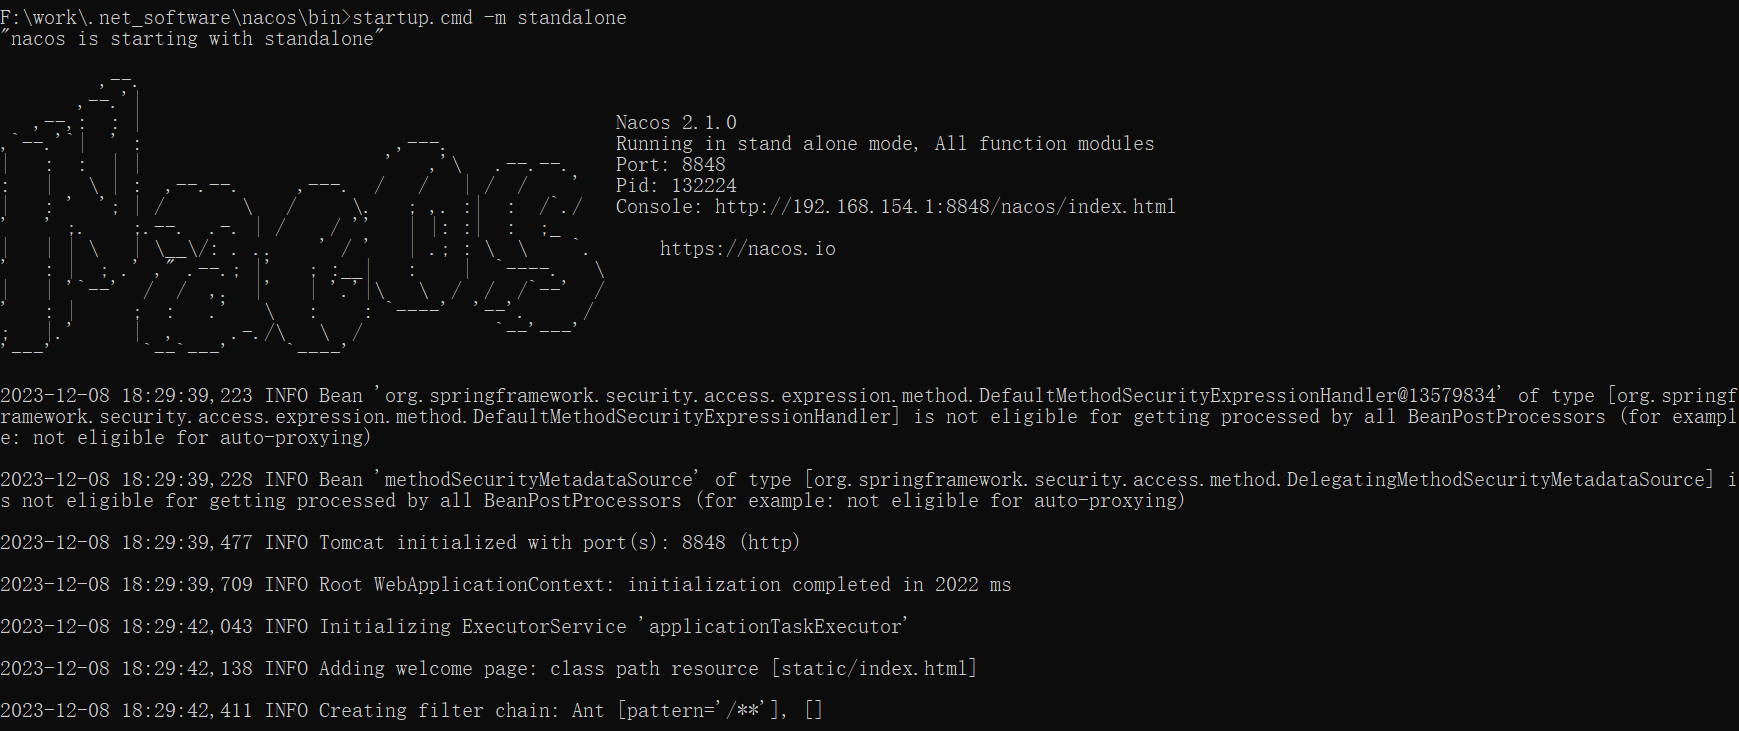 F:\work\.net_software\nacos\bin>startup.cmd -m standalone
"nacos is starting with standalone"
Nacos 2.1.0
Running in stand alone mode, All function modules
Port: 8848
Pid: 132224
Console: http://192.168.154.1:8848/nacos/index.html
https://nacos.io
2023-12-08 18:29:39,223 INFO Bean 'org.springframework.security.access.expression.method.DefaultMethodSecurityExpressionHandler@13579834' of type [org.springf
ramework.security.access.expression.method.DefaultMethodSecurityExpressionHandler] is not eligible for getting processed by all BeanPostProcessors (for exampl
e: not eligible for auto-proxying)
2023-12-08 18:29:39,228 INFO Bean 'methodSecurityMetadataSource' of type [org.springframework.security.access.method.DelegatingMethodSecurityMetadataSource] i
s not eligible for getting processed by all BeanPostProcessors (for example: not eligible for auto-proxying)
2023-12-08 18:29:39,477 INFO Tomcat initialized with port(s): 8848 (http)
2023-12-08 18:29:39,709 INFO Root WebApplicationContext: initialization completed in 2022 ms
2023-12-08 18:29:42,043 INFO Initializing ExecutorService 'applicationTaskExecutor'
2023-12-08 18:29:42,138 INFO Adding welcome page: class path resource [static/index.html]
2023-12-08 18:29:42,411 INFO Creating filter chain: Ant [pattern='/**'], []